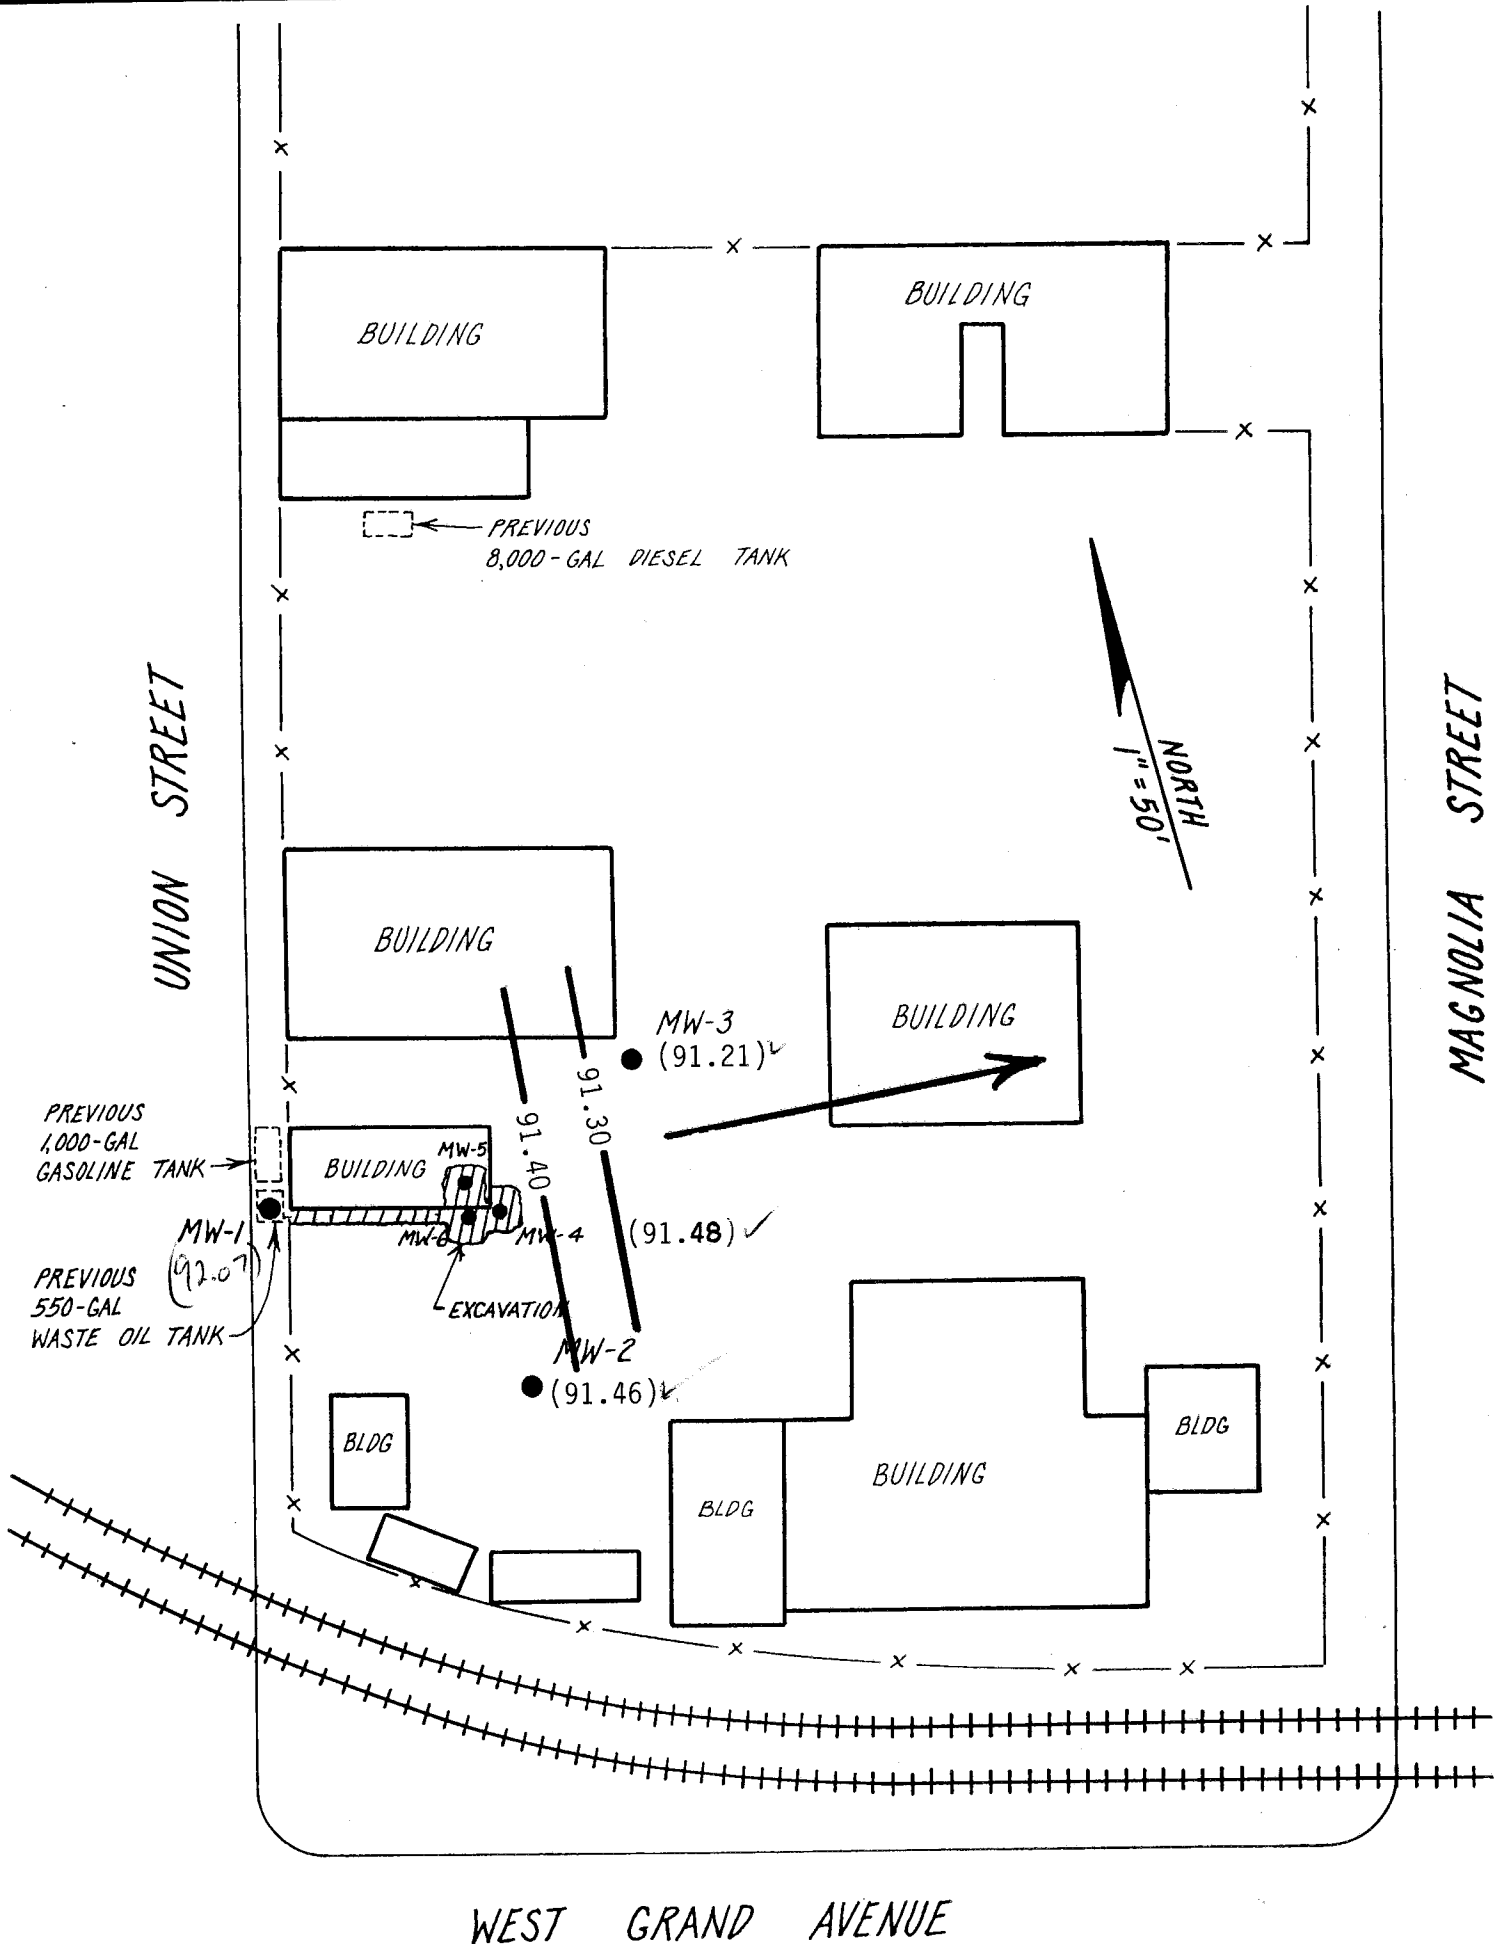 BUILDING
BUILDING
PREVIOUS
8,000-GAL DIESEL TANK
UNION STREET
MAGNOLIA STREET
NORTH
1" = 50'
BUILDING
BUILDING
MW-3
(91.21)
91.30
91.40
PREVIOUS
1,000-GAL
GASOLINE TANK
BUILDING
MW-5
MW-1
(92.07)
MW-6
MW-4
(91.48)
PREVIOUS
550-GAL
WASTE OIL TANK
EXCAVATION
MW-2
(91.46)
BLDG
BLDG
BUILDING
BLDG
WEST GRAND AVENUE